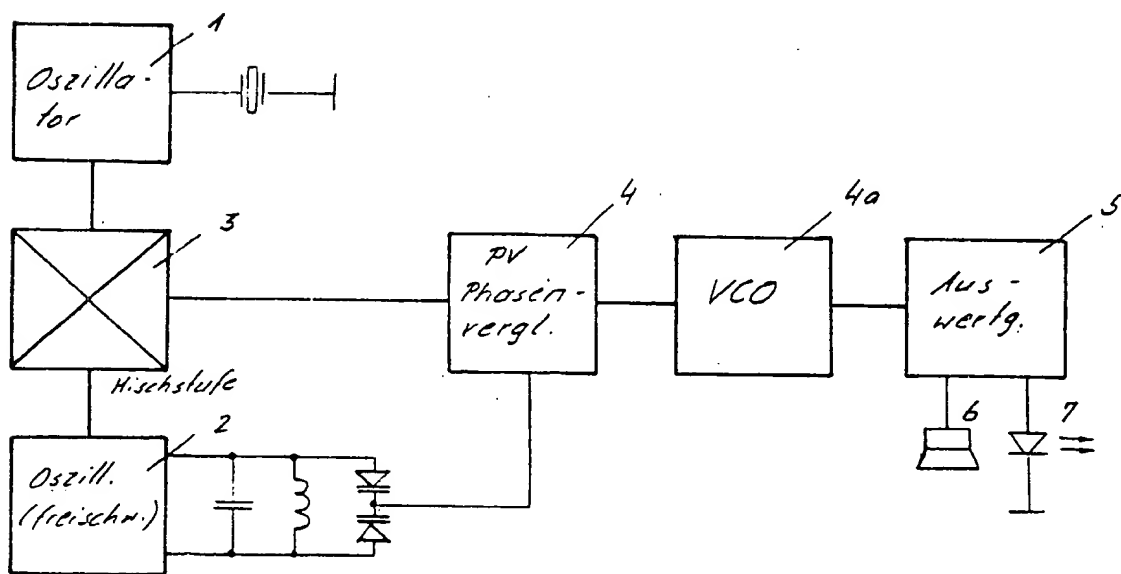 1
Oszilla-
tor
3
4
4a
5
PV
Phasen-
vergl.
VCO
Aus-
wertg.
Mischstufe
2
6
7
Oszill.
(freischw.)